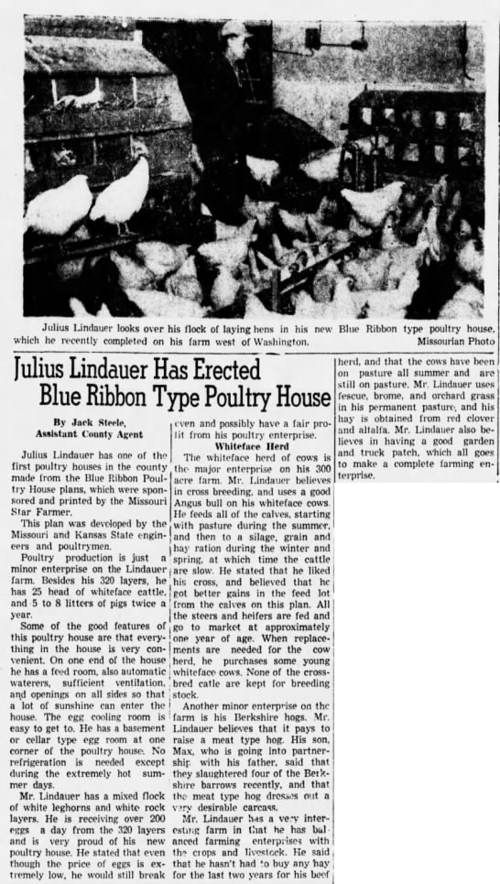 Julius Lindauer looks over his flock of laying hens in his new Blue Ribbon type poultry house,
which he recently completed on his farm west of Washington. Missourian Photo
Julius Lindauer Has Erected
Blue Ribbon Type Poultry House
By Jack Steele,
Assistant County Agent
Julius Lindauer has one of the
first poultry houses in the county
made from the Blue Ribbon Poul-
try House plans, which were spon-
sored and printed by the Missouri
Star Farmer.
This plan was developed by the
Missouri and Kansas State engin-
eers and poultrymen.
Poultry production is just a
minor enterprise on the Lindauer
farm. Besides his 320 layers, he
has 25 head of whiteface cattle,
and 5 to 8 litters of pigs twice a
year.
Some of the good features of
this poultry house are that every-
thing in the house is very con-
venient. On one end of the house
he has a feed room, also automatic
waterers, sufficient ventilation,
and openings on all sides so that
a lot of sunshine can enter the
house. The egg cooling room is
easy to get to. He has a basement
or cellar type egg room at one
corner of the poultry house. No
refrigeration is needed except
during the extremely hot sum-
mer days.
Mr. Lindauer has a mixed flock
of white leghorns and white rock
layers. He is receiving over 200
eggs a day from the 320 layers
and is very proud of his new
poultry house. He stated that even
though the price of eggs is ex-
tremely low, he would still break
even and possibly have a fair pro-
fit from his poultry enterprise.
Whiteface Herd
The whiteface herd of cows is
the major enterprise on his 300
acre farm. Mr. Lindauer believes
in cross breeding, and uses a good
Angus bull on his whiteface cows.
He feeds all of the calves, starting
with pasture during the summer,
and then to a silage, grain and
hay ration during the winter and
spring, at which time the cattle
are slow. He stated that he liked
his cross, and believed that he
got better gains in the feed lot
from the calves on this plan. All
the steers and heifers are fed and
go to market at approximately
one year of age. When replace-
ments are needed for the cow
herd, he purchases some young
whiteface cows. None of the cross-
bred catle are kept for breeding
stock.
Another minor enterprise on the
farm is his Berkshire hogs. Mr.
Lindauer believes that it pays to
raise a meat type hog. His son,
Max, who is going into partner-
ship with his father, said that
they slaughtered four of the Berk-
shire barrows recently, and that
the meat type hog dresses out a
very desirable carcass.
Mr. Lindauer has a very inter-
esting farm in that he has bal-
anced farming enterprises with
the crops and livestock. He said
that he hasn't had to buy any hay
for the last two years for his beef
herd, and that the cows have been
on pasture all summer and are
still on pasture. Mr. Lindauer uses
fescue, brome, and orchard grass
in his permanent pasture, and his
hay is obtained from red clover
and alfalfa. Mr. Lindauer also be-
lieves in having a good garden
and truck patch, which all goes
to make a complete farming en-
terprise.